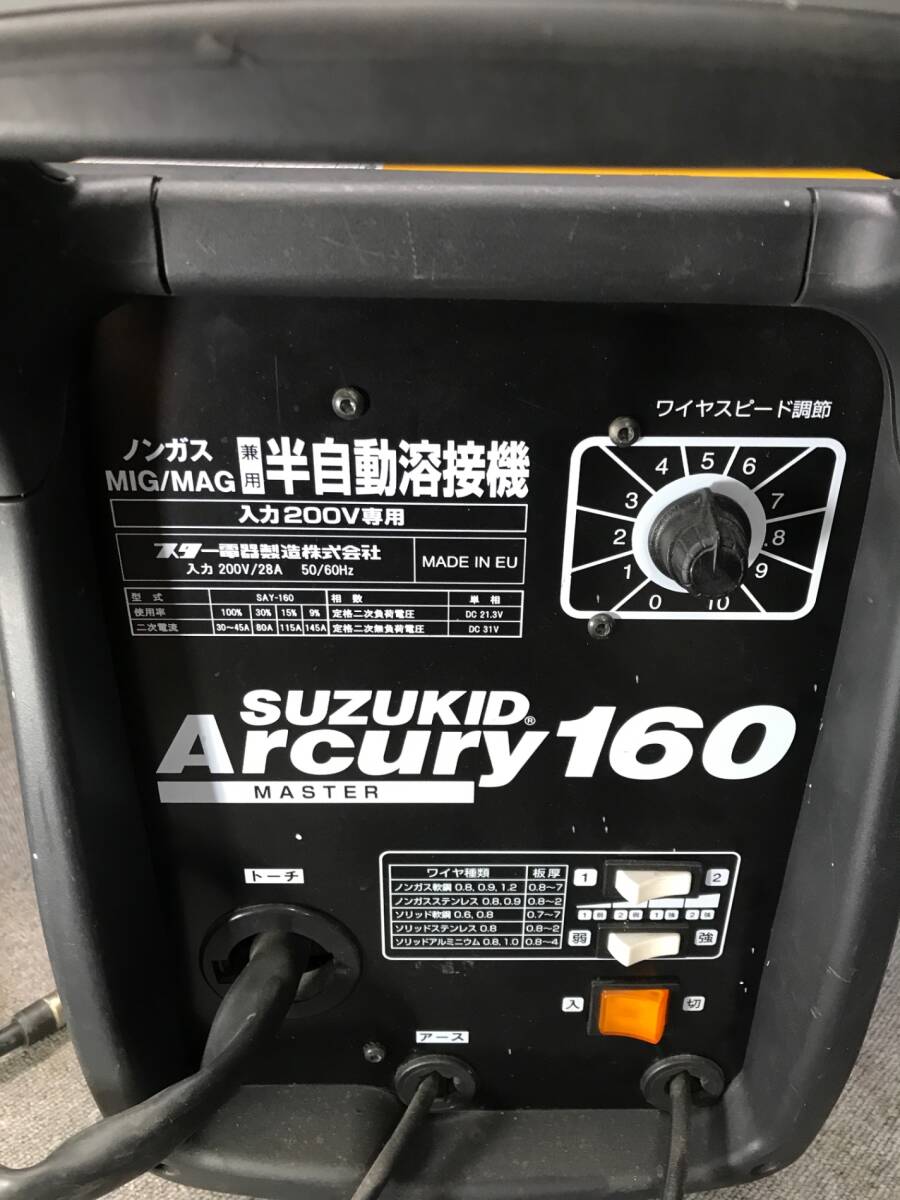 ワイヤスピード調節
0 1 2 3 4 5 6 7 8 9 10
ノンガス
MIG/MAG
兼用
半自動溶接機
入力200V専用
スター電器製造株式会社
入力 200V/28A 50/60Hz
MADE IN EU
型式 SAY-160 相数 単相
使用率 100% 30% 15% 9% 定格二次負荷電圧 DC 21.3V
二次電流 30～45A 80A 115A 145A 定格二次無負荷電圧 DC 31V
SUZUKID®
Arcury 160
MASTER
トーチ
ワイヤ種類 板厚
ノンガス軟鋼 0.8, 0.9, 1.2 0.8～7
ノンガスステンレス 0.8, 0.9 0.8～2
ソリッド軟鋼 0.6, 0.8 0.7～7
ソリッドステンレス 0.8 0.8～2
ソリッドアルミニウム 0.8, 1.0 0.8～4
1 2
1 弱 2 弱 1 強 2 強
弱 強
入 切
アース